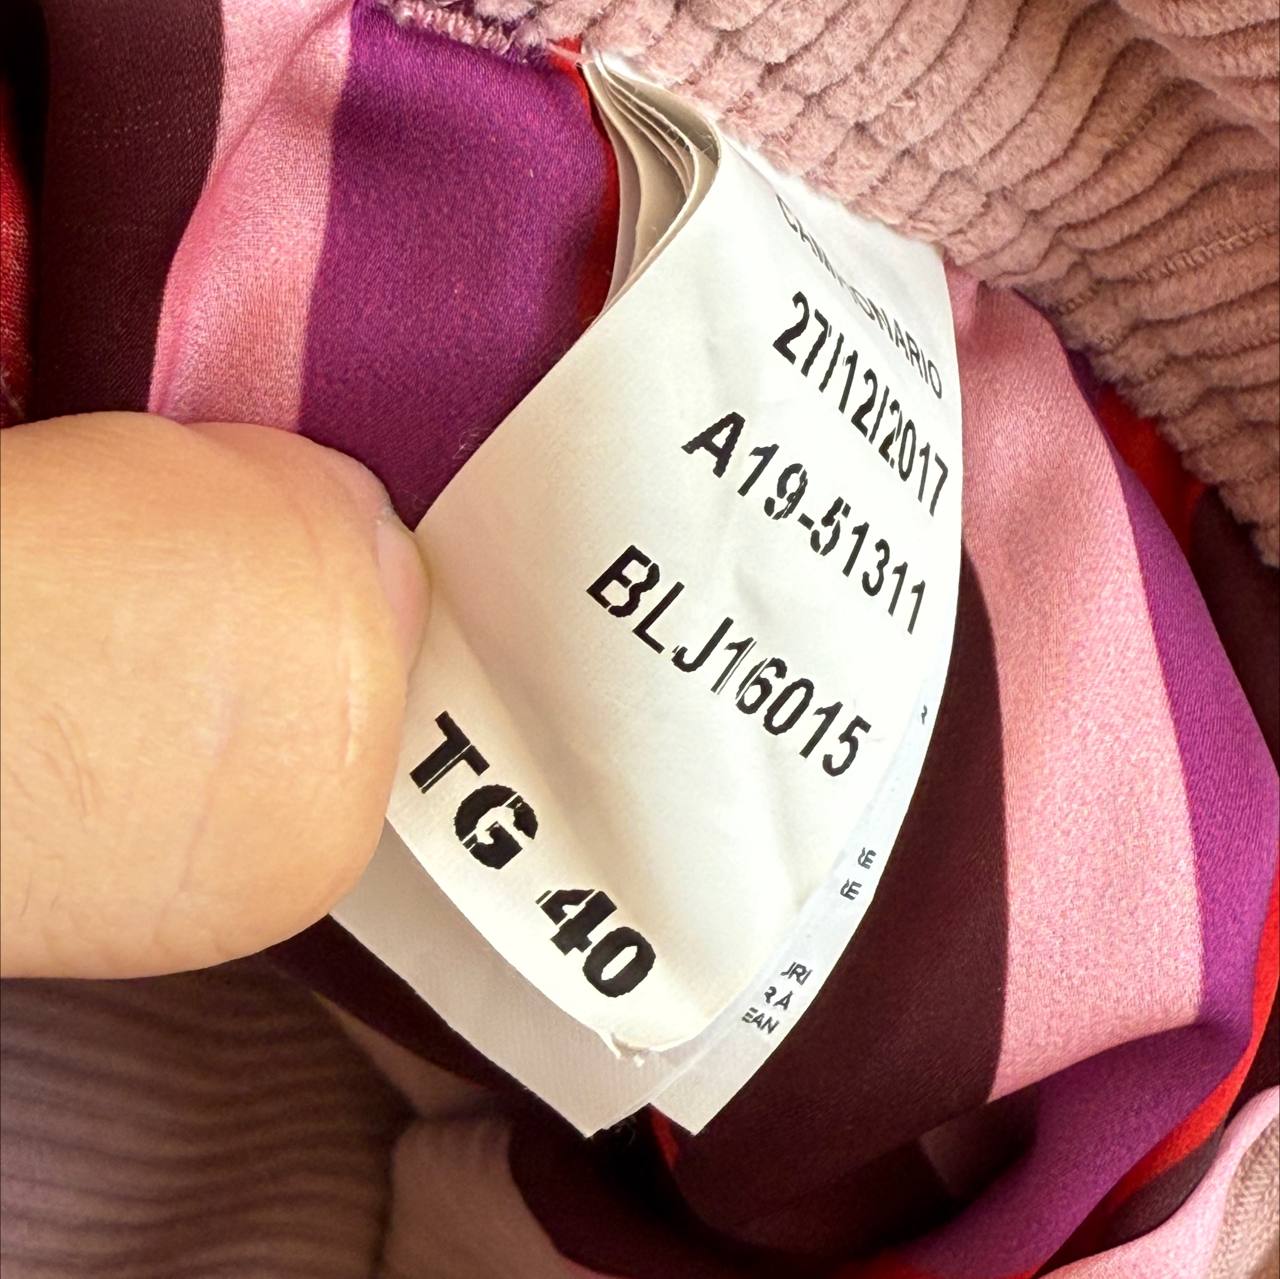 CAMPIONARIO
27/12/2017
A19-51311
BLJ16015
TG 40